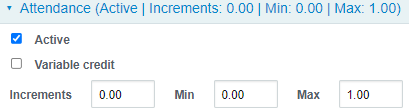 Attendance (Active | Increments: 0.00 | Min: 0.00 | Max: 1.00)
Active
Variable credit
Increments 0.00 Min 0.00 Max 1.00